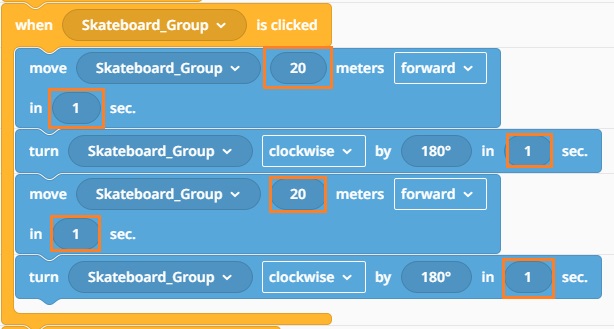 when Skateboard_Group is clicked
move Skateboard_Group 20 meters forward
in 1 sec.
turn Skateboard_Group clockwise by 180° in 1 sec.
move Skateboard_Group 20 meters forward
in 1 sec.
turn Skateboard_Group clockwise by 180° in 1 sec.